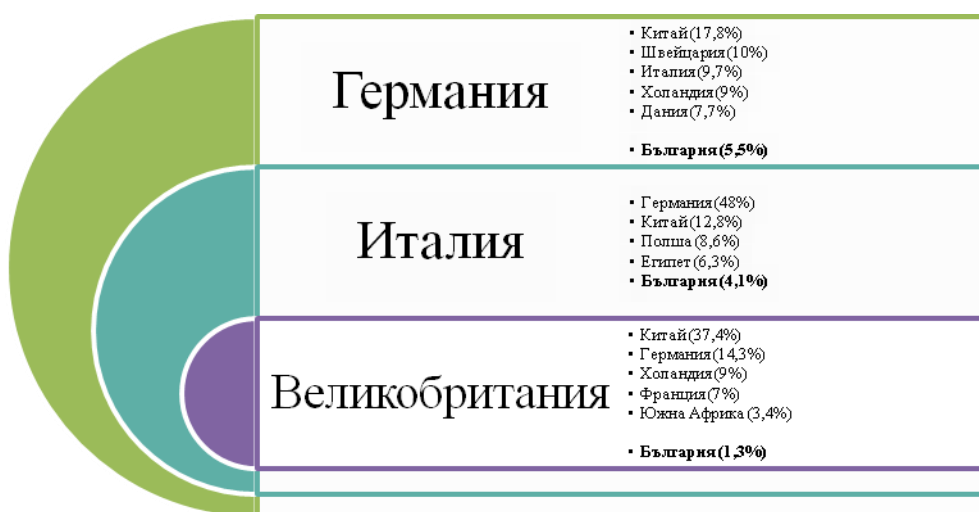 Германия
• Китай (17,8%)
• Швейцария (10%)
• Италия (9,7%)
• Холандия (9%)
• Дания (7,7%)
• България (5,5%)
Италия
• Германия (48%)
• Китай (12,8%)
• Полша (8,6%)
• Египет (6,3%)
• България (4,1%)
Великобритания
• Китай (37,4%)
• Германия (14,3%)
• Холандия (9%)
• Франция (7%)
• Южна Африка (3,4%)
• България (1,3%)